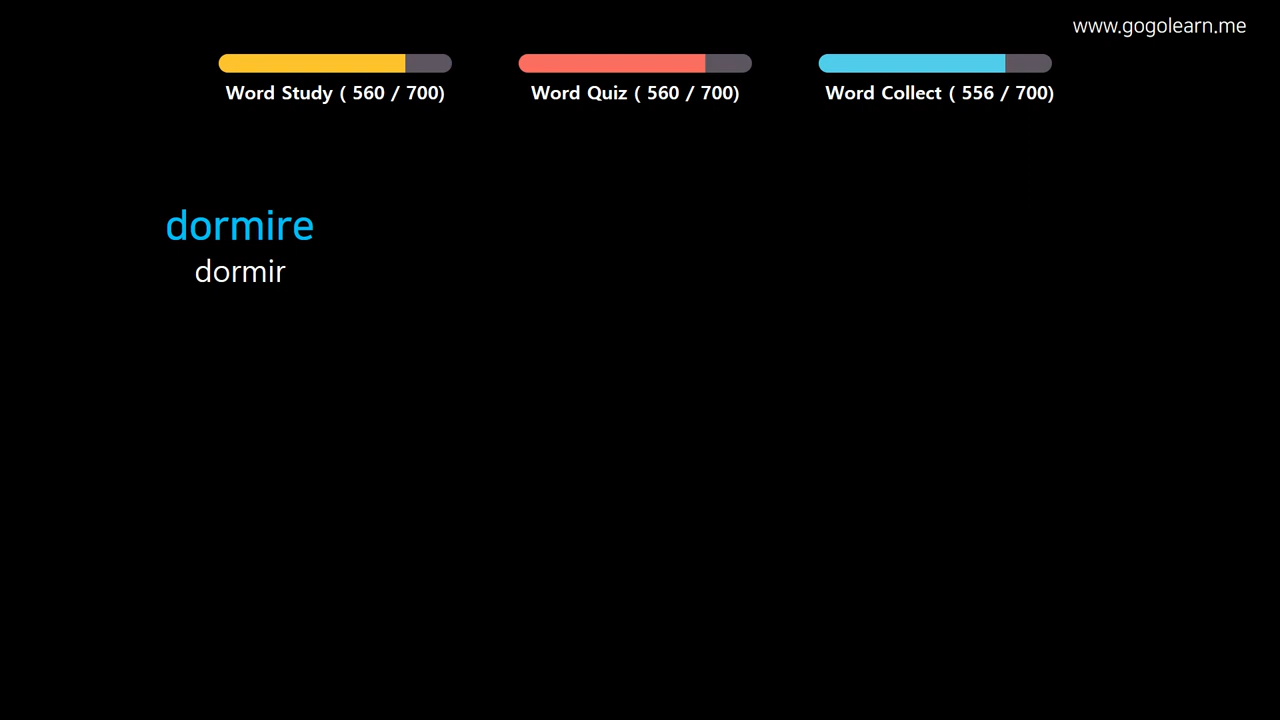 www.gogolearn.me
Word Study ( 560 / 700)
Word Quiz ( 560 / 700)
Word Collect ( 556 / 700)
dormire
dormir